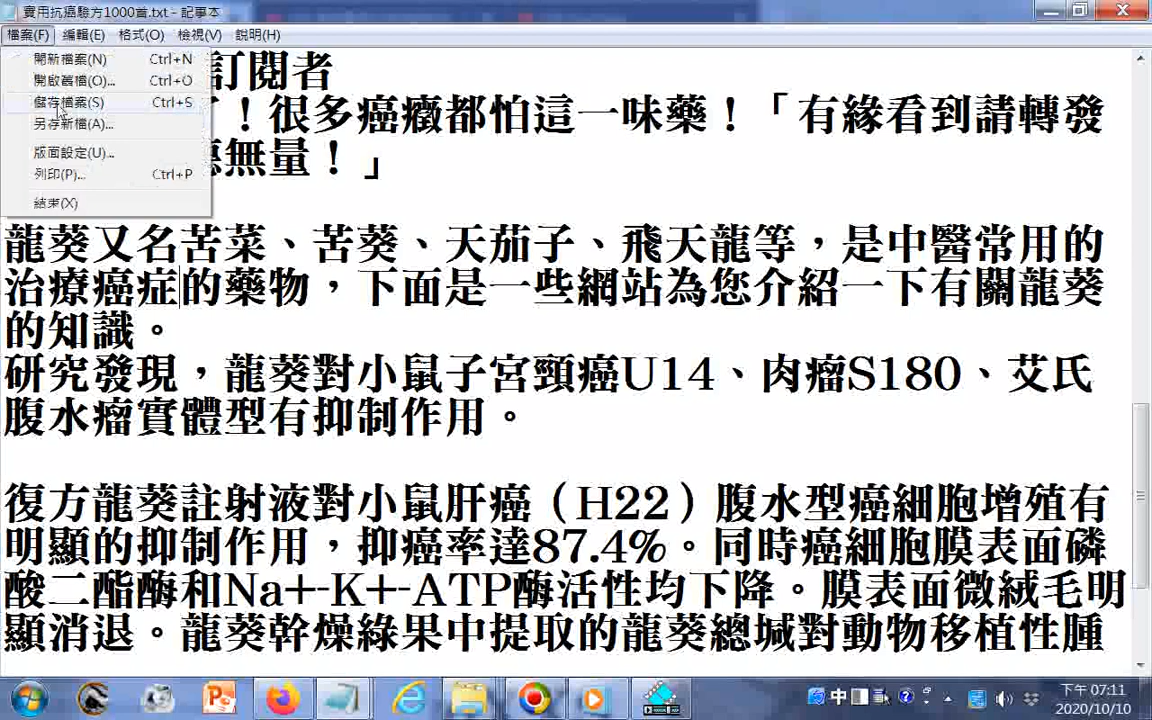 實用抗癌驗方1000首.txt - 記事本
檔案(F) 編輯(E) 格式(O) 檢視(V) 說明(H)
開新檔案(N) Ctrl+N
開啟舊檔(O)... Ctrl+O
儲存檔案(S) Ctrl+S
另存新檔(A)...
版面設定(U)...
列印(P)... Ctrl+P
結束(X)
訂閱者
！很多癌癥都怕這一味藥！「有緣看到請轉發
無量！」
龍葵又名苦菜、苦葵、天茄子、飛天龍等，是中醫常用的
治療癌症的藥物，下面是一些網站為您介紹一下有關龍葵
的知識。
研究發現，龍葵對小鼠子宮頸癌U14、肉瘤S180、艾氏
腹水瘤實體型有抑制作用。
復方龍葵註射液對小鼠肝癌（H22）腹水型癌細胞增殖有
明顯的抑制作用，抑癌率達87.4%。同時癌細胞膜表面磷
酸二酯酶和Na+-K+-ATP酶活性均下降。膜表面微絨毛明
顯消退。龍葵幹燥綠果中提取的龍葵總堿對動物移植性腫
中
下午 07:11
2020/10/10